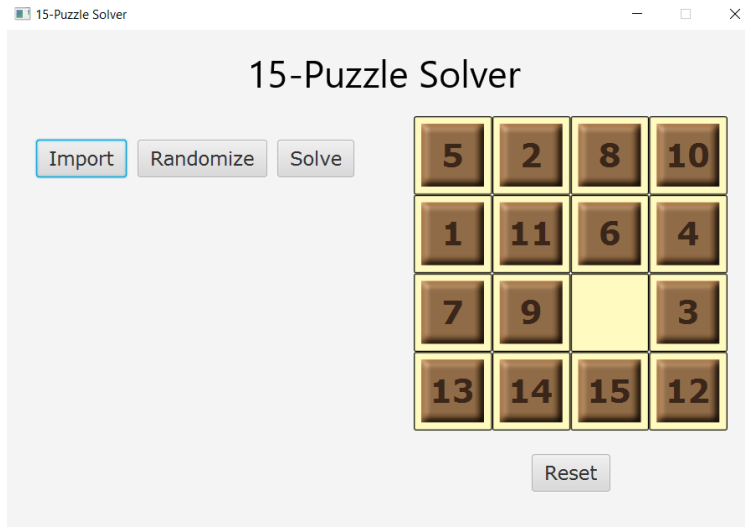 15-Puzzle Solver
15-Puzzle Solver
Import Randomize Solve
5 2 8 10
1 11 6 4
7 9 3
13 14 15 12
Reset